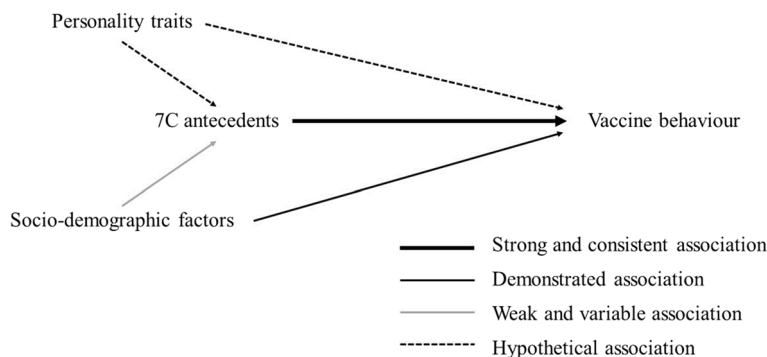 Personality traits
7C antecedents
Vaccine behaviour
Socio-demographic factors
Strong and consistent association
Demonstrated association
Weak and variable association
Hypothetical association